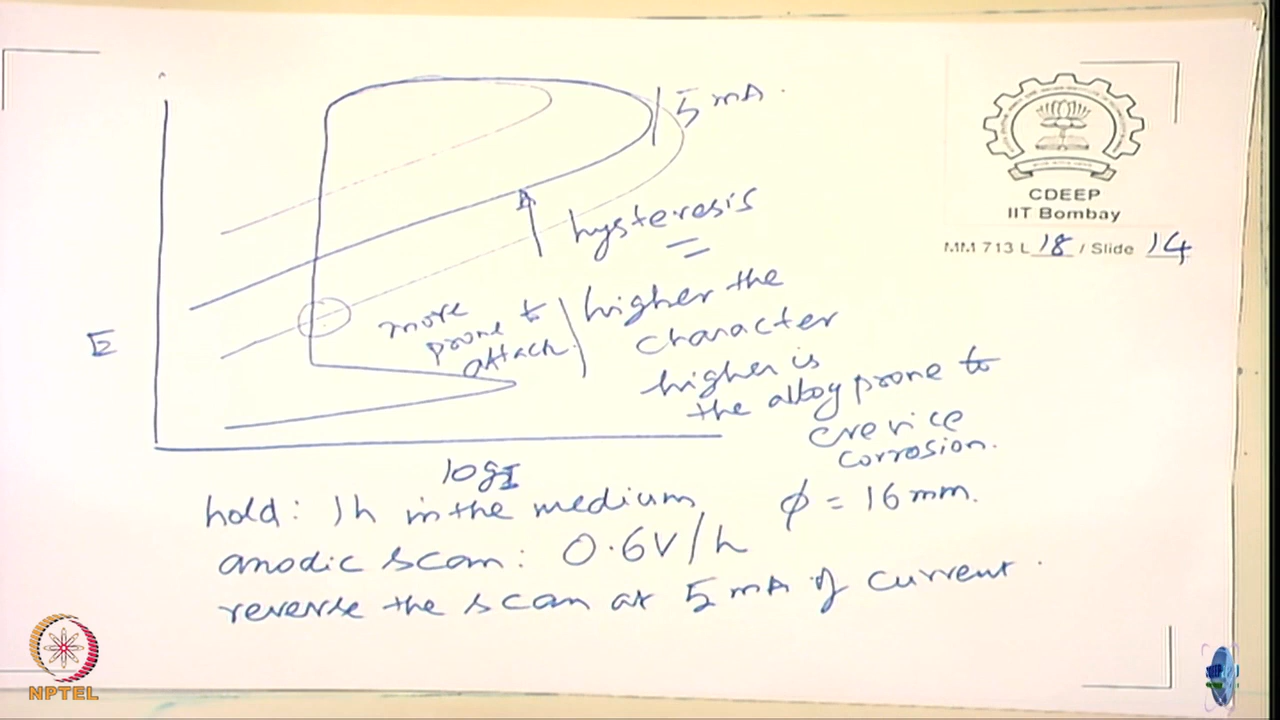 5 mA.
hysteresis
more
prone to
attack.
higher the
character
higher is
the alloy prone to
crevice
corrosion.
E
log I
hold: 1h in the medium
φ = 16 mm.
anodic scan: 0.6V/h
reverse the scan at 5 mA of current.
CDEEP
IIT Bombay
MM 713 L 18 / Slide 14
NPTEL